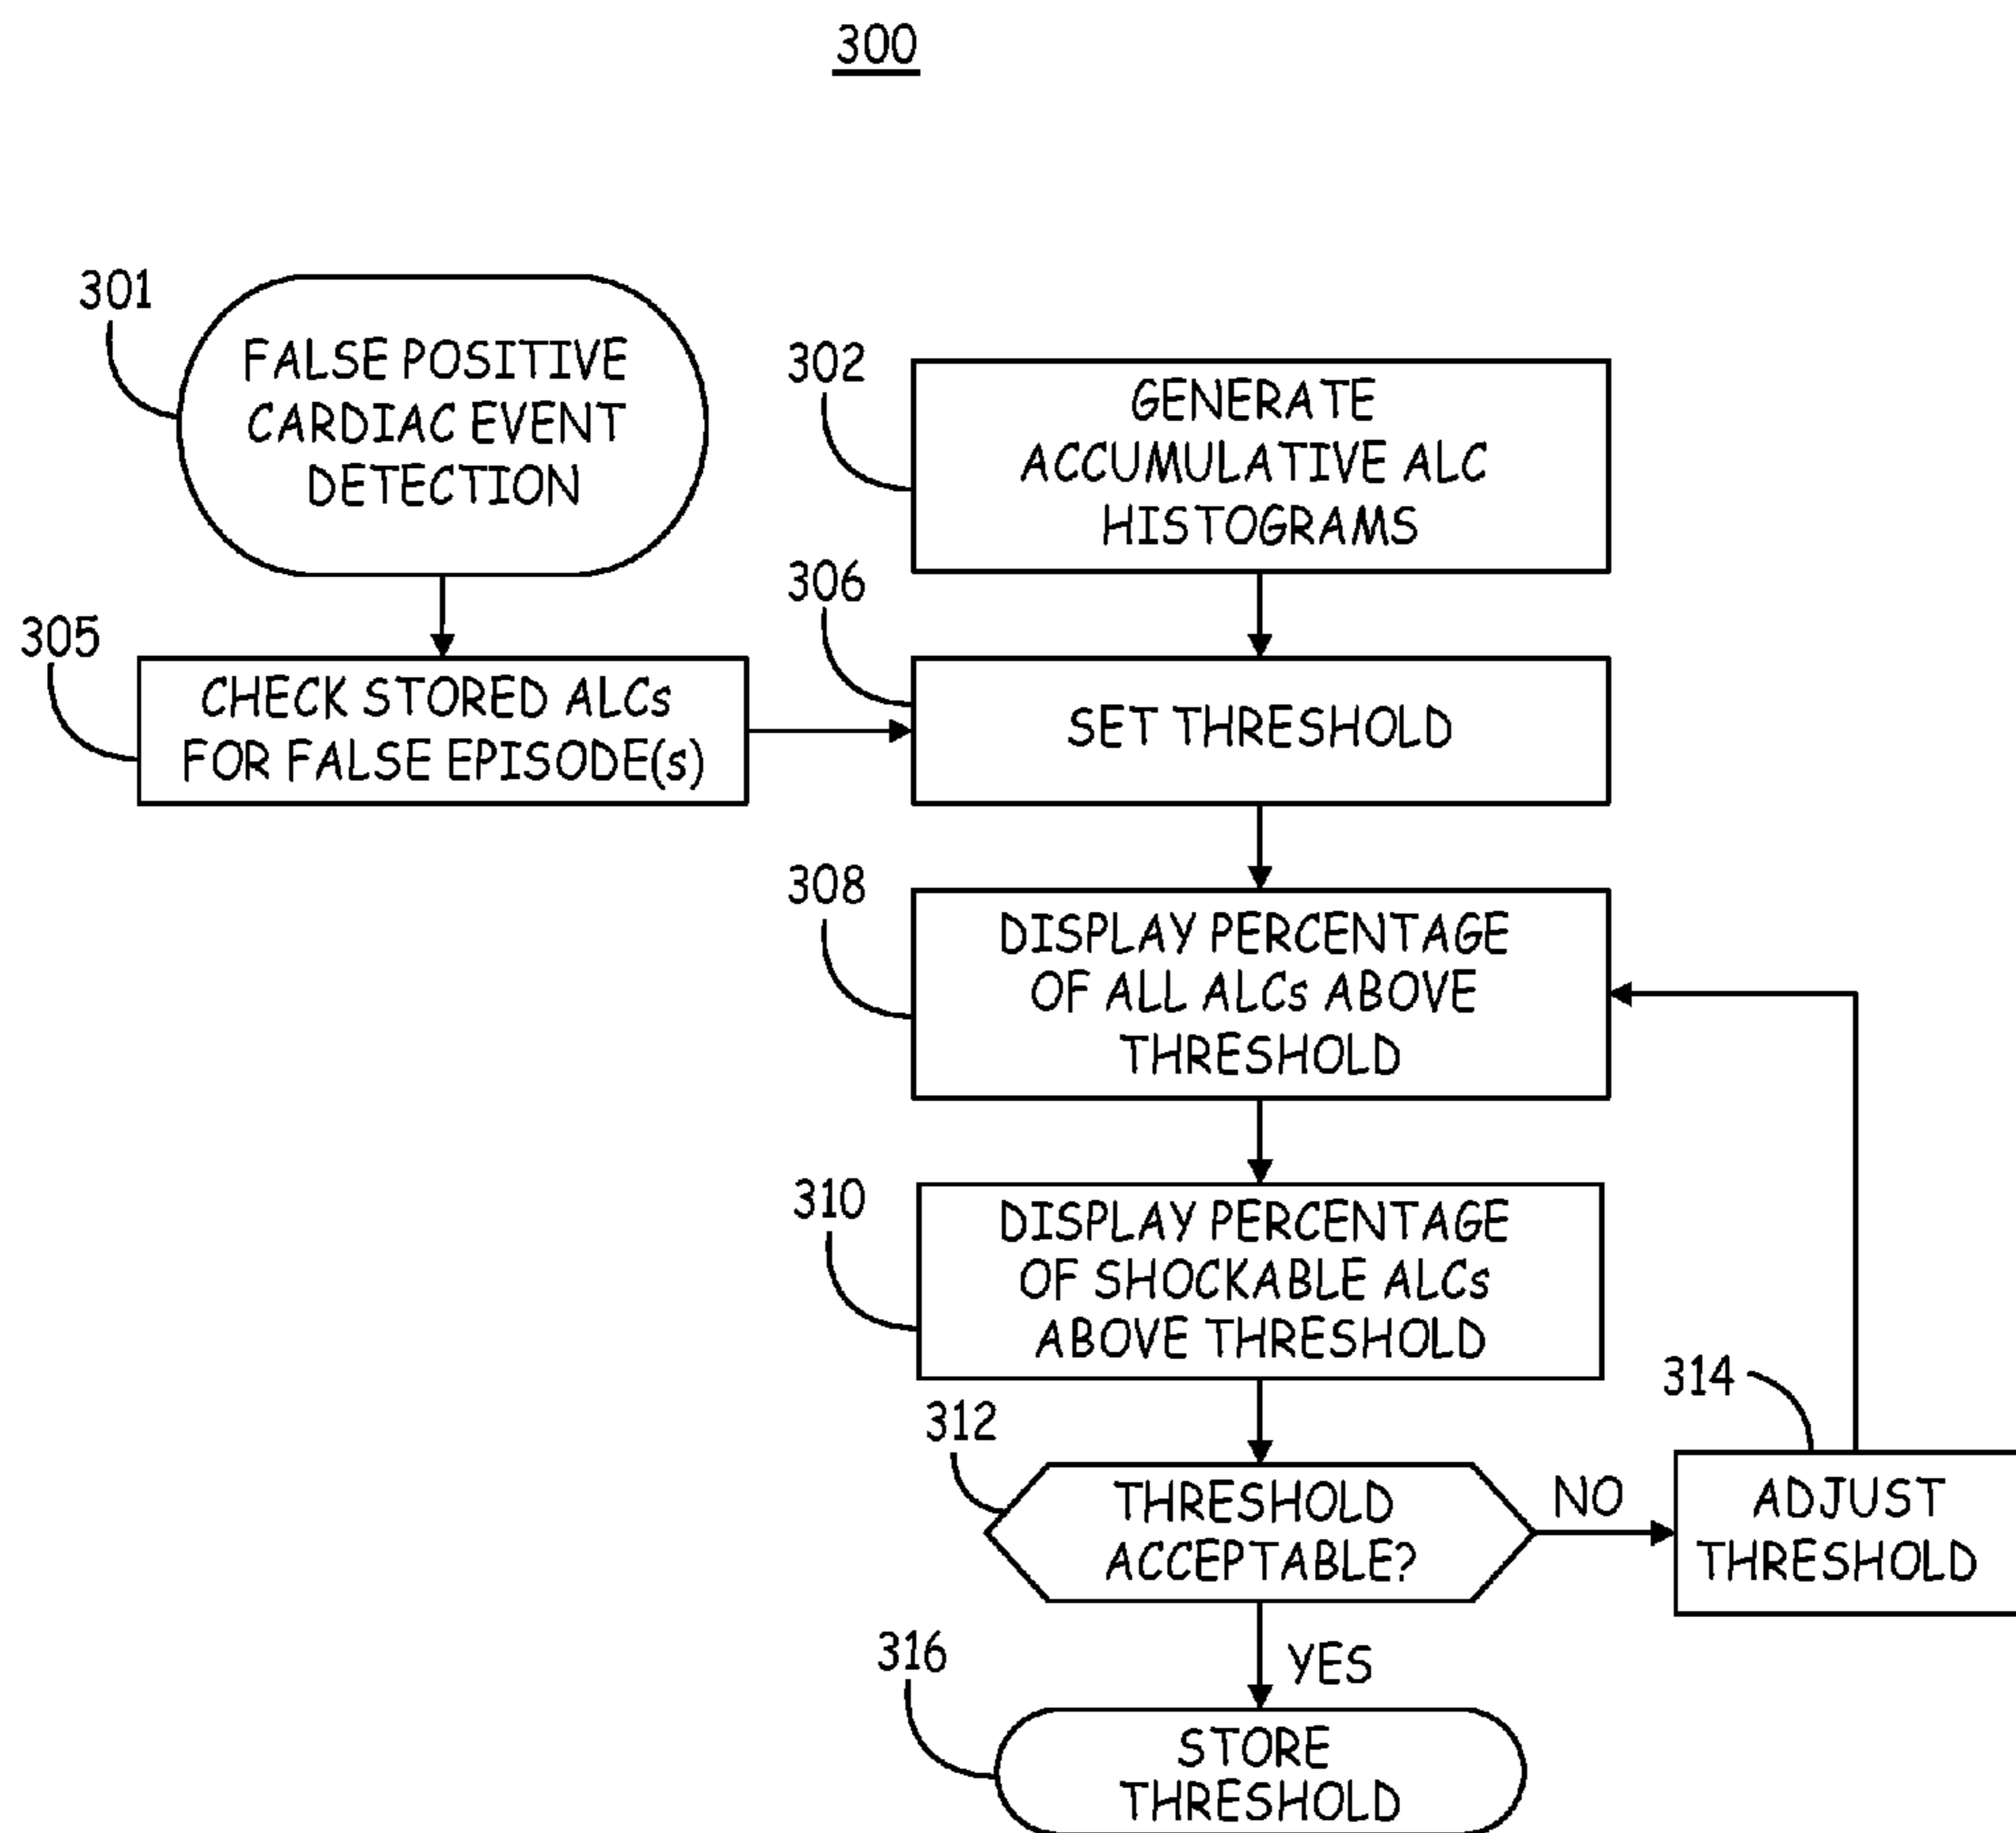 300
301
FALSE POSITIVE
CARDIAC EVENT
DETECTION
302
GENERATE
ACCUMULATIVE ALC
HISTOGRAMS
305
CHECK STORED ALCs
FOR FALSE EPISODE(s)
306
SET THRESHOLD
308
DISPLAY PERCENTAGE
OF ALL ALCs ABOVE
THRESHOLD
310
DISPLAY PERCENTAGE
OF SHOCKABLE ALCs
ABOVE THRESHOLD
312
THRESHOLD
ACCEPTABLE?
NO
314
ADJUST
THRESHOLD
YES
316
STORE
THRESHOLD